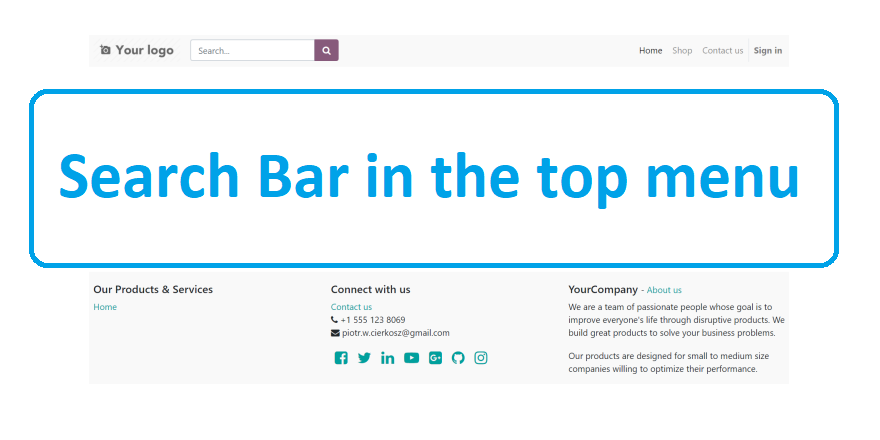 Your logo
Search...
Home
Shop
Contact us
Sign in
Search Bar in the top menu
Our Products & Services
Home
Connect with us
Contact us
+1 555 123 8069
piotr.w.cierkosz@gmail.com
YourCompany - About us
We are a team of passionate people whose goal is to
improve everyone's life through disruptive products. We
build great products to solve your business problems.
Our products are designed for small to medium size
companies willing to optimize their performance.